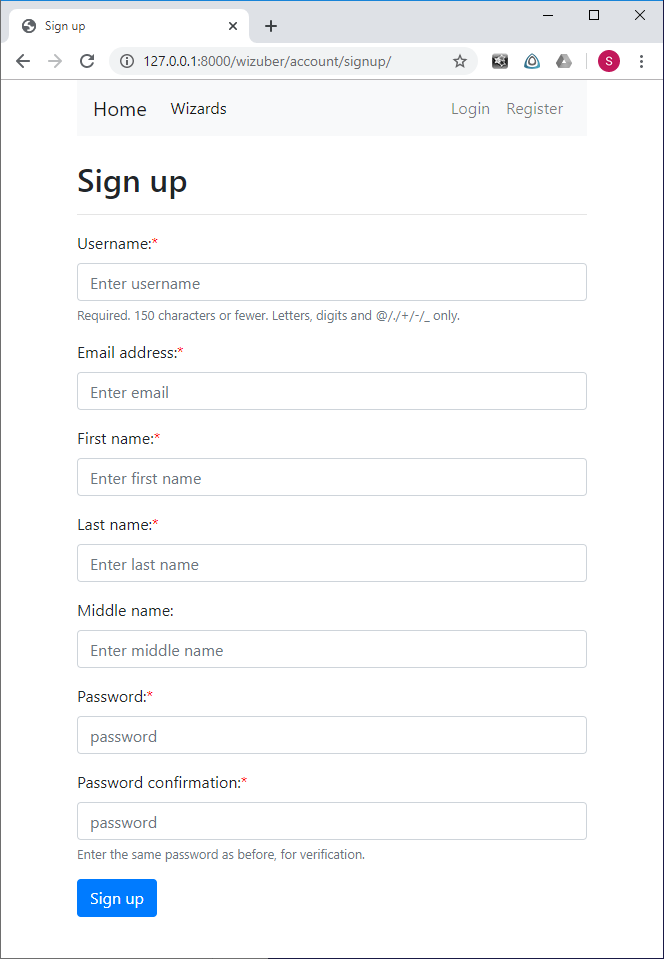 Sign up
127.0.0.1:8000/wizuber/account/signup/
S
Home Wizards Login Register
Sign up
Username:*
Enter username
Required. 150 characters or fewer. Letters, digits and @/./+/-/_ only.
Email address:*
Enter email
First name:*
Enter first name
Last name:*
Enter last name
Middle name:
Enter middle name
Password:*
password
Password confirmation:*
password
Enter the same password as before, for verification.
Sign up